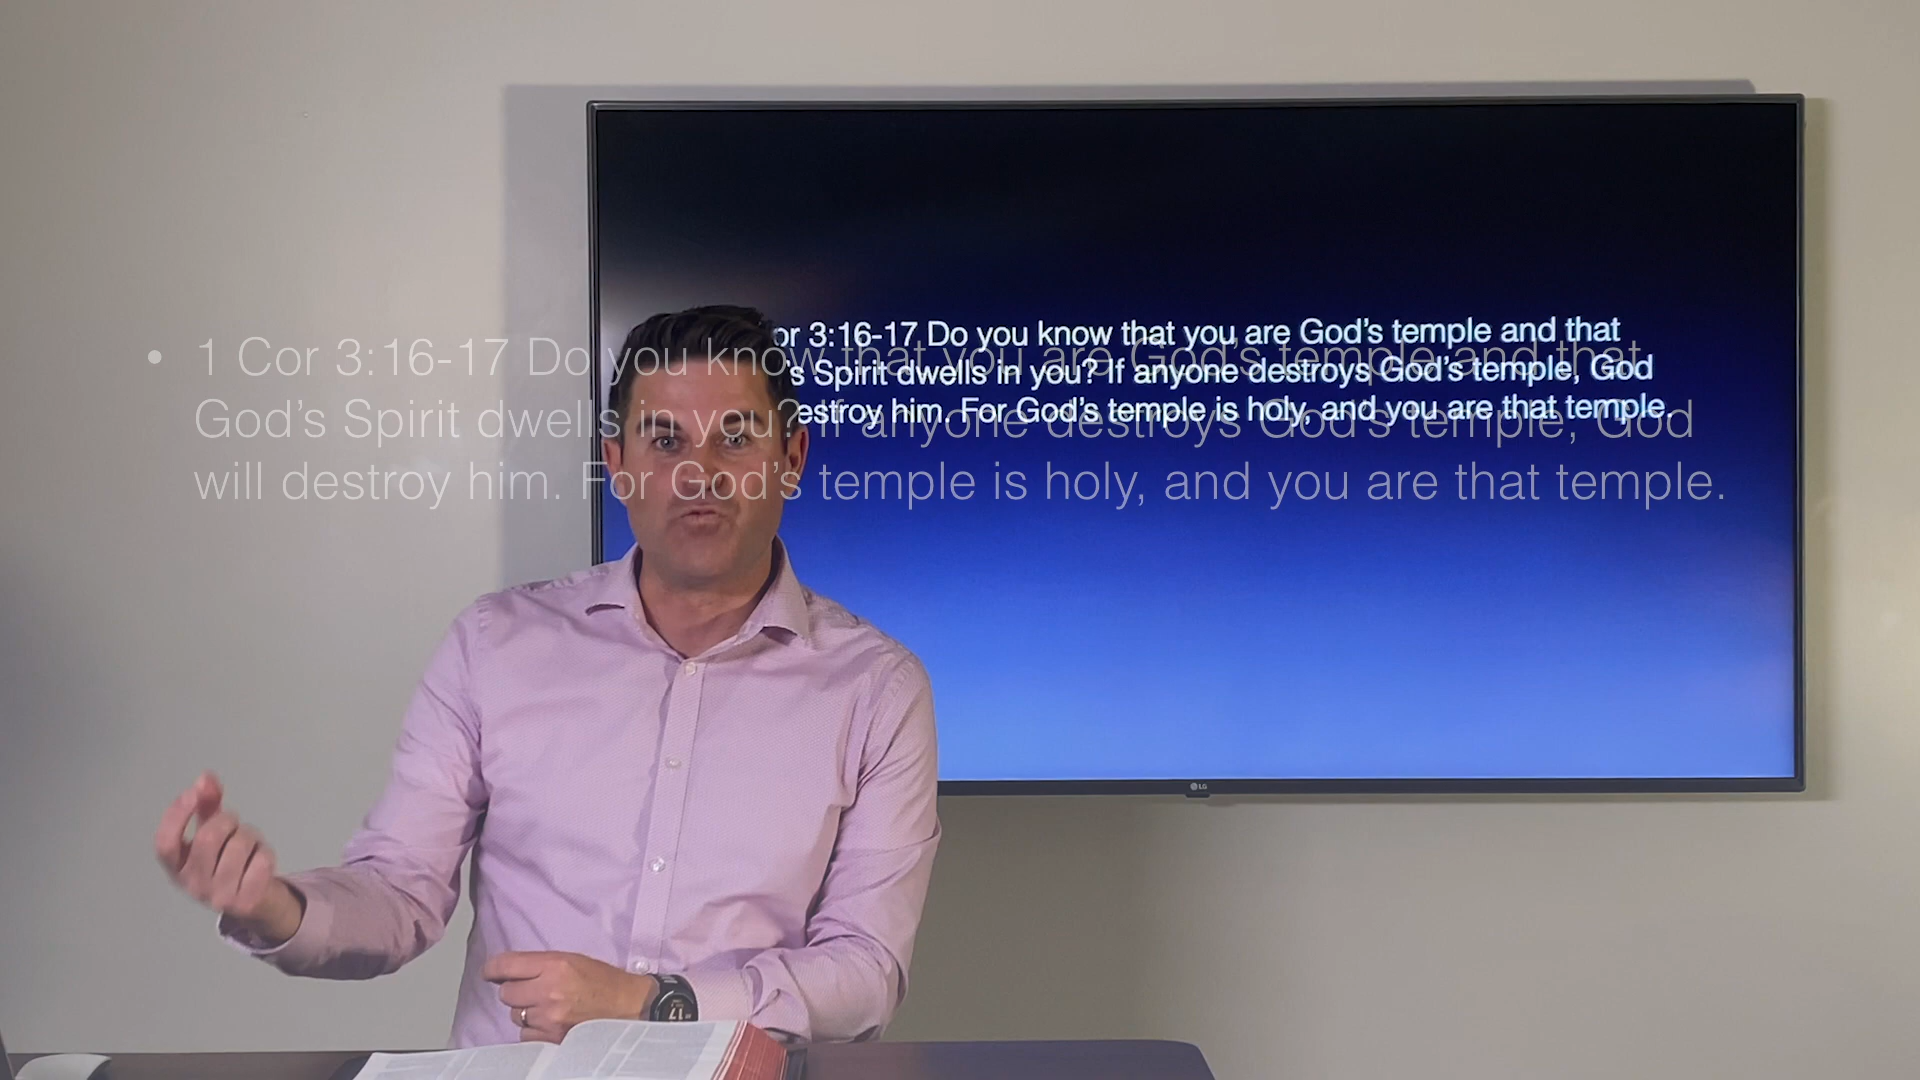 • 1 Cor 3:16-17 Do you know that you are God's temple and that
God's Spirit dwells in you? If anyone destroys God's temple, God
will destroy him. For God's temple is holy, and you are that temple.
or 3:16-17 Do you know that you are God's temple and that
's Spirit dwells in you? If anyone destroys God's temple, God
estroy him. For God's temple is holy, and you are that temple.
LG
17